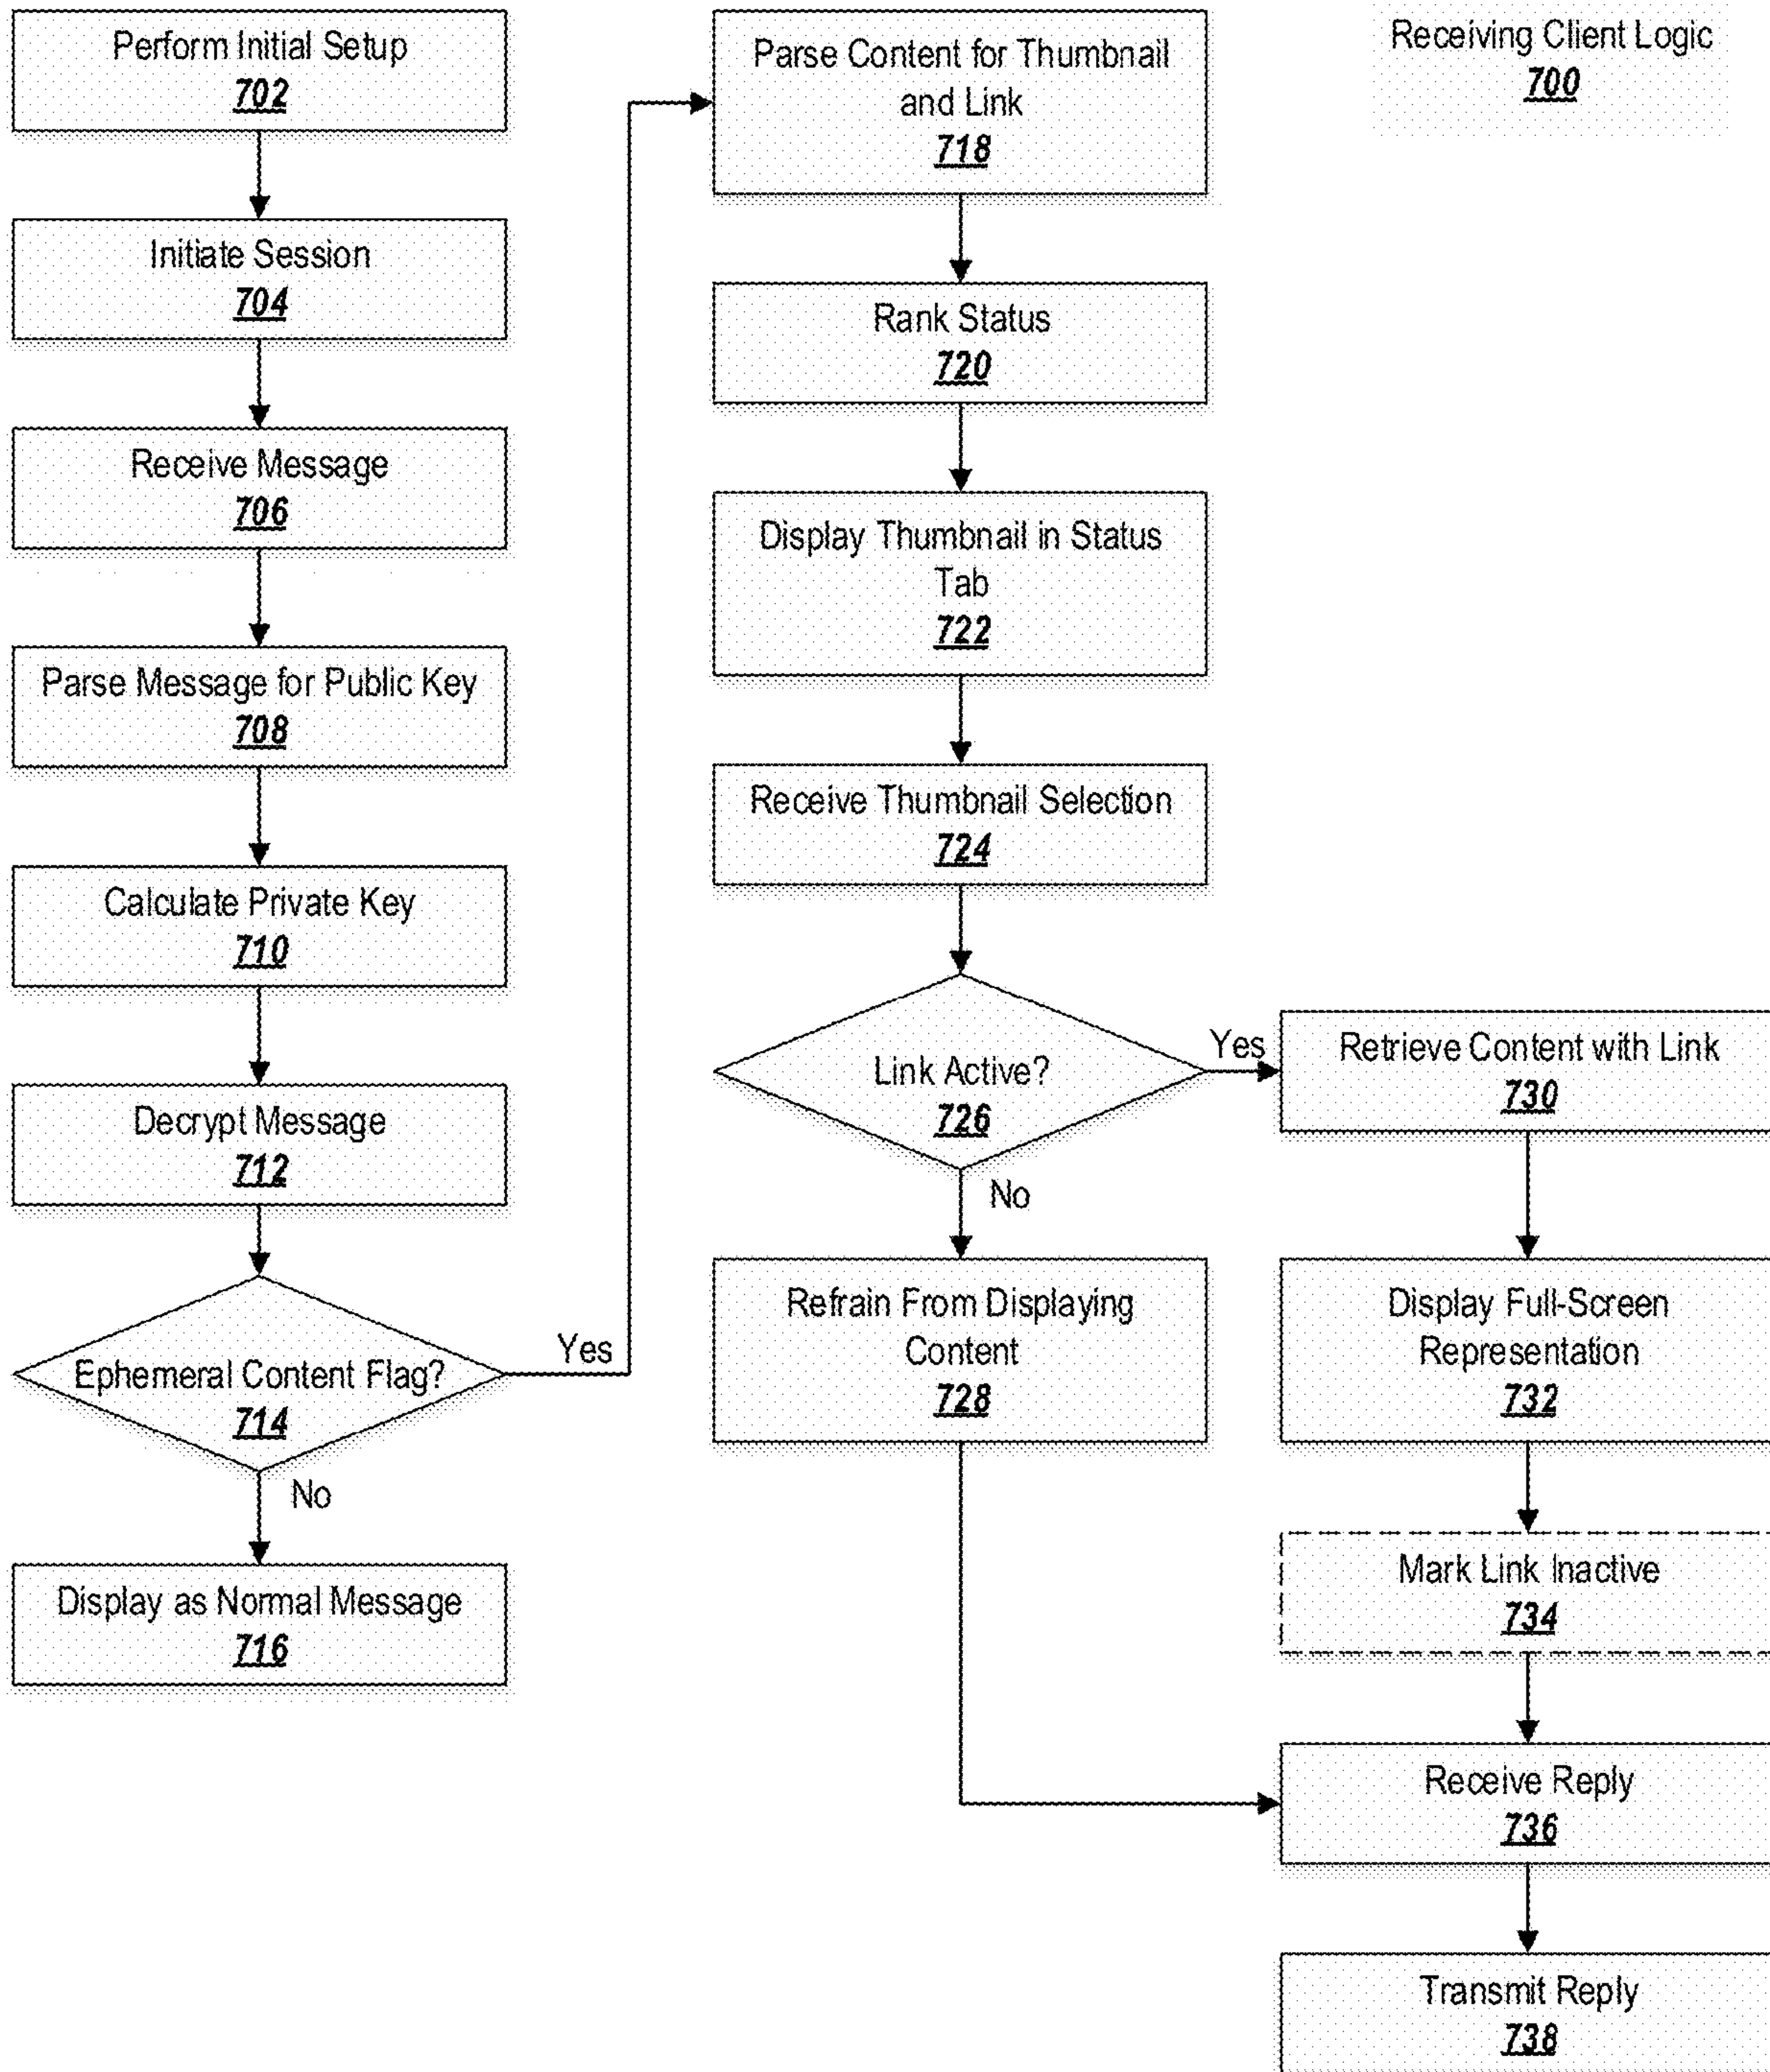 Perform Initial Setup
702
Initiate Session
704
Receive Message
706
Parse Message for Public Key
708
Calculate Private Key
710
Decrypt Message
712
Ephemeral Content Flag?
714
Yes
No
Display as Normal Message
716
Parse Content for Thumbnail
and Link
718
Rank Status
720
Display Thumbnail in Status
Tab
722
Receive Thumbnail Selection
724
Link Active?
726
Yes
No
Refrain From Displaying
Content
728
Receiving Client Logic
700
Retrieve Content with Link
730
Display Full-Screen
Representation
732
Mark Link Inactive
734
Receive Reply
736
Transmit Reply
738